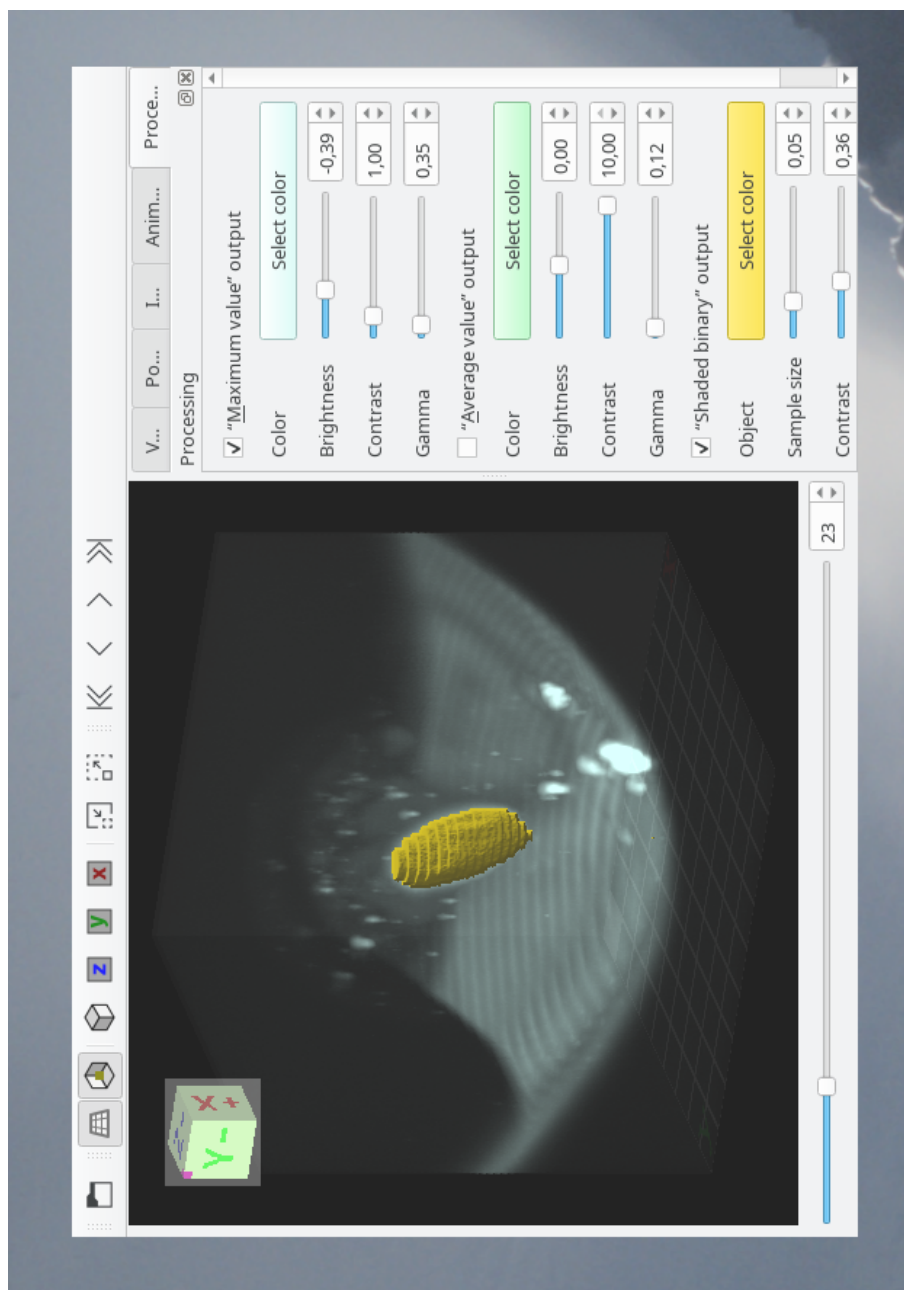 z y x
23
Y-
X+
V...
Po...
I...
Anim...
Proce...
Processing
“Maximum value” output
Color
Select color
Brightness
-0,39
Contrast
1,00
Gamma
0,35
“Average value” output
Color
Select color
Brightness
0,00
Contrast
10,00
Gamma
0,12
“Shaded binary” output
Object
Select color
Sample size
0,05
Contrast
0,36